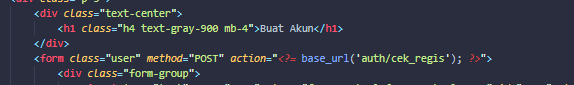 <div class="text-center">
<h1 class="h4 text-gray-900 mb-4">Buat Akun</h1>
</div>
<form class="user" method="POST" action="<?= base_url('auth/cek_regis'); ?>">
<div class="form-group">